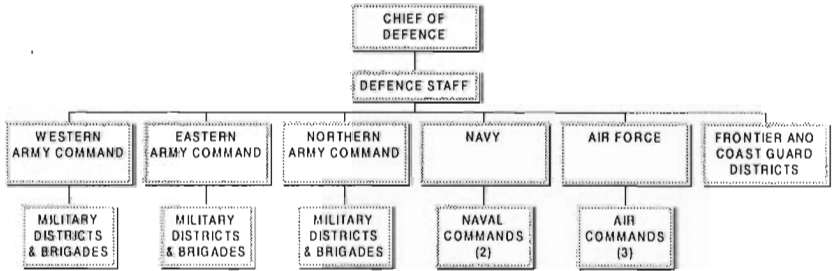 CHIEF OF
DEFENCE
DEFENCE STAFF
WESTERN
ARMY COMMAND
EASTERN
ARMY COMMAND
NORTHERN
ARMY COMMAND
NAVY
AIR FORCE
FRONTIER AND
COAST GUARD
DISTRICTS
MILITARY
DISTRICTS
& BRIGADES
MILITARY
DISTRICTS
& BRIGADES
MILITARY
DISTRICTS
& BRIGADES
NAVAL
COMMANDS
(2)
AIR
COMMANDS
(3)